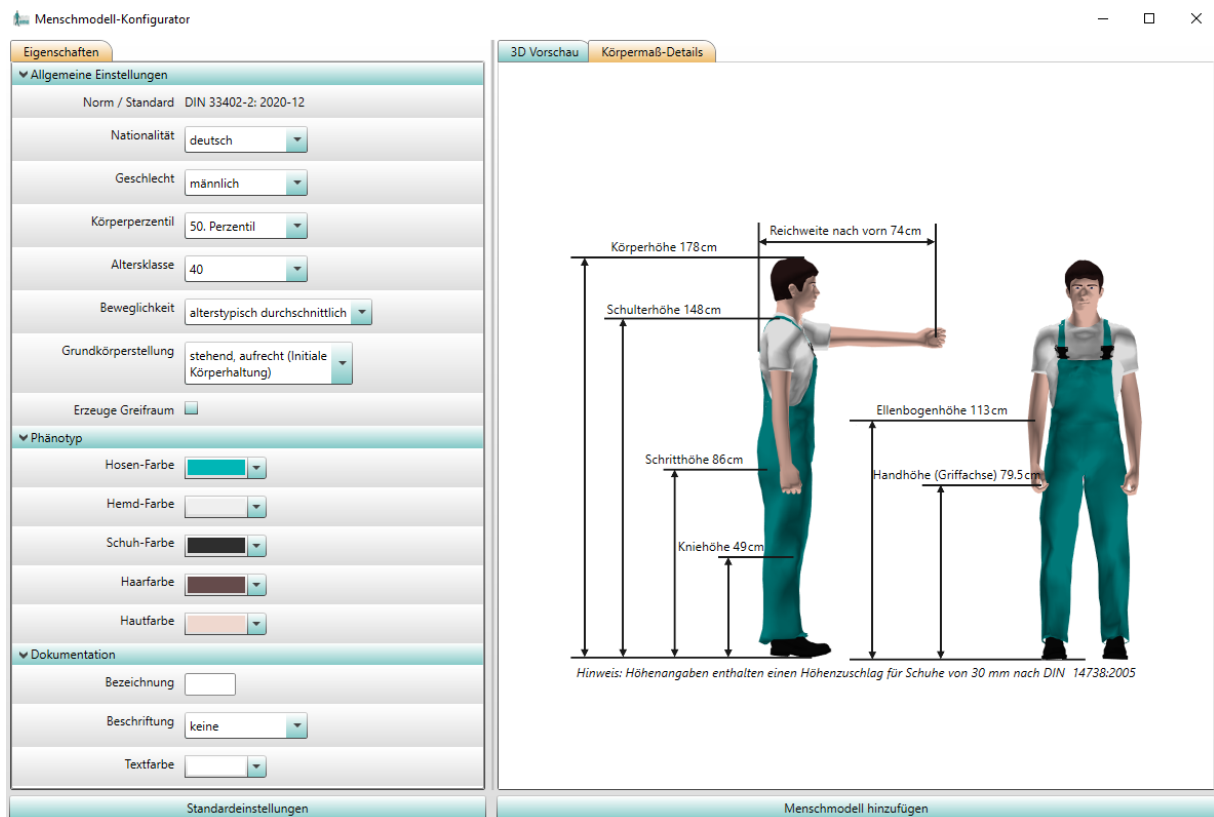 Menschmodell-Konfigurator
Eigenschaften
Allgemeine Einstellungen
Norm / Standard DIN 33402-2: 2020-12
Nationalität deutsch
Geschlecht männlich
Körperperzentil 50. Perzentil
Altersklasse 40
Beweglichkeit alterstypisch durchschnittlich
Grundkörperstellung stehend, aufrecht (Initiale
Körperhaltung)
Erzeuge Greifraum
Phänotyp
Hosen-Farbe
Hemd-Farbe
Schuh-Farbe
Haarfarbe
Hautfarbe
Dokumentation
Bezeichnung
Beschriftung keine
Textfarbe
Standardeinstellungen
3D Vorschau Körpermaß-Details
Reichweite nach vorn 74cm
Körperhöhe 178cm
Schulterhöhe 148cm
Ellenbogenhöhe 113cm
Schritthöhe 86cm
Handhöhe (Griffachse) 79.5cm
Kniehöhe 49cm
Hinweis: Höhenangaben enthalten einen Höhenzuschlag für Schuhe von 30 mm nach DIN 14738:2005
Menschmodell hinzufügen